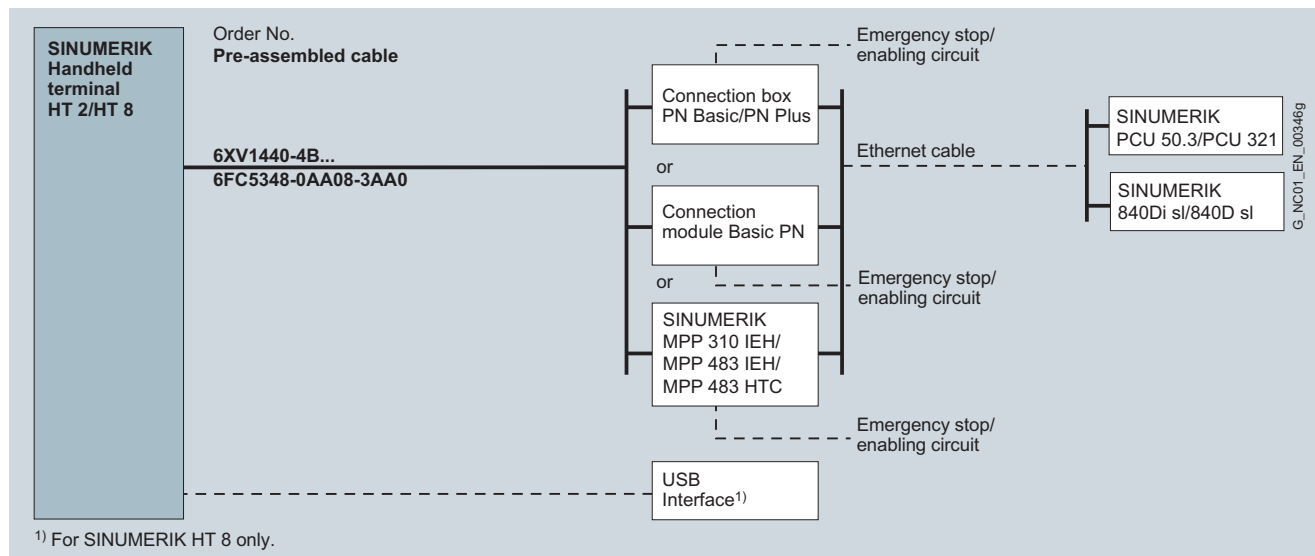 SINUMERIK
Handheld
terminal
HT 2/HT 8
Order No.
Pre-assembled cable
6XV1440-4B...
6FC5348-0AA08-3AA0
Emergency stop/
enabling circuit
Connection box
PN Basic/PN Plus
or
Connection
module Basic PN
Emergency stop/
enabling circuit
or
SINUMERIK
MPP 310 IEH/
MPP 483 IEH/
MPP 483 HTC
Emergency stop/
enabling circuit
USB
Interface1)
Ethernet cable
SINUMERIK
PCU 50.3/PCU 321
SINUMERIK
840Di sl/840D sl
G_NC01_EN_00346g
1) For SINUMERIK HT 8 only.